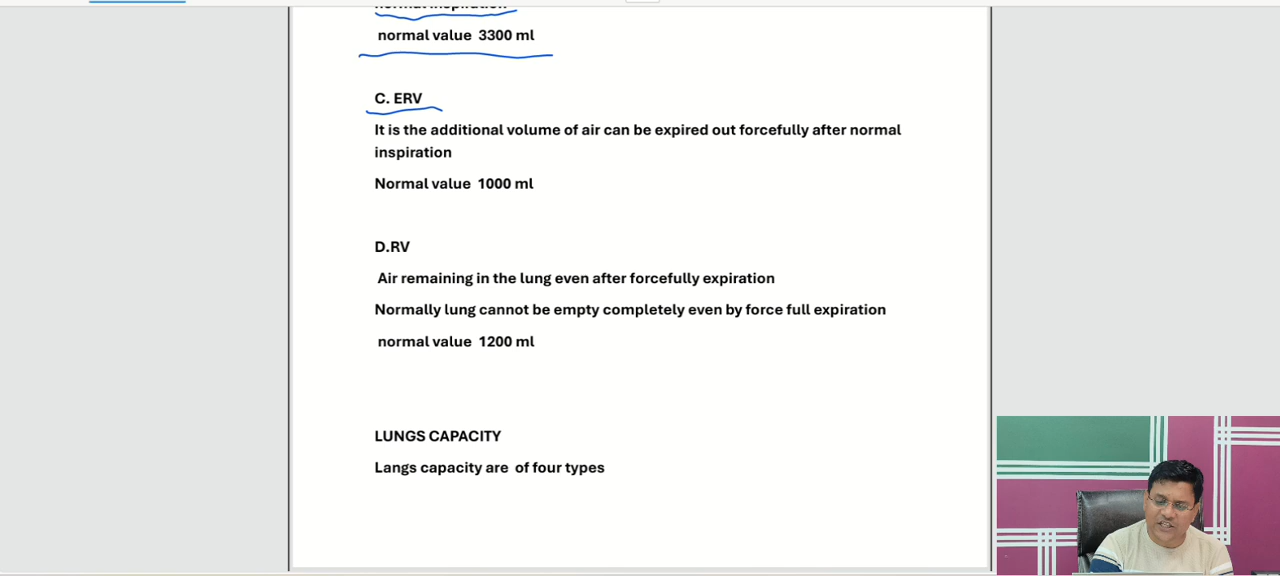 normal inspiration
normal value 3300 ml
C. ERV
It is the additional volume of air can be expired out forcefully after normal
inspiration
Normal value 1000 ml
D.RV
Air remaining in the lung even after forcefully expiration
Normally lung cannot be empty completely even by force full expiration
normal value 1200 ml
LUNGS CAPACITY
Langs capacity are of four types